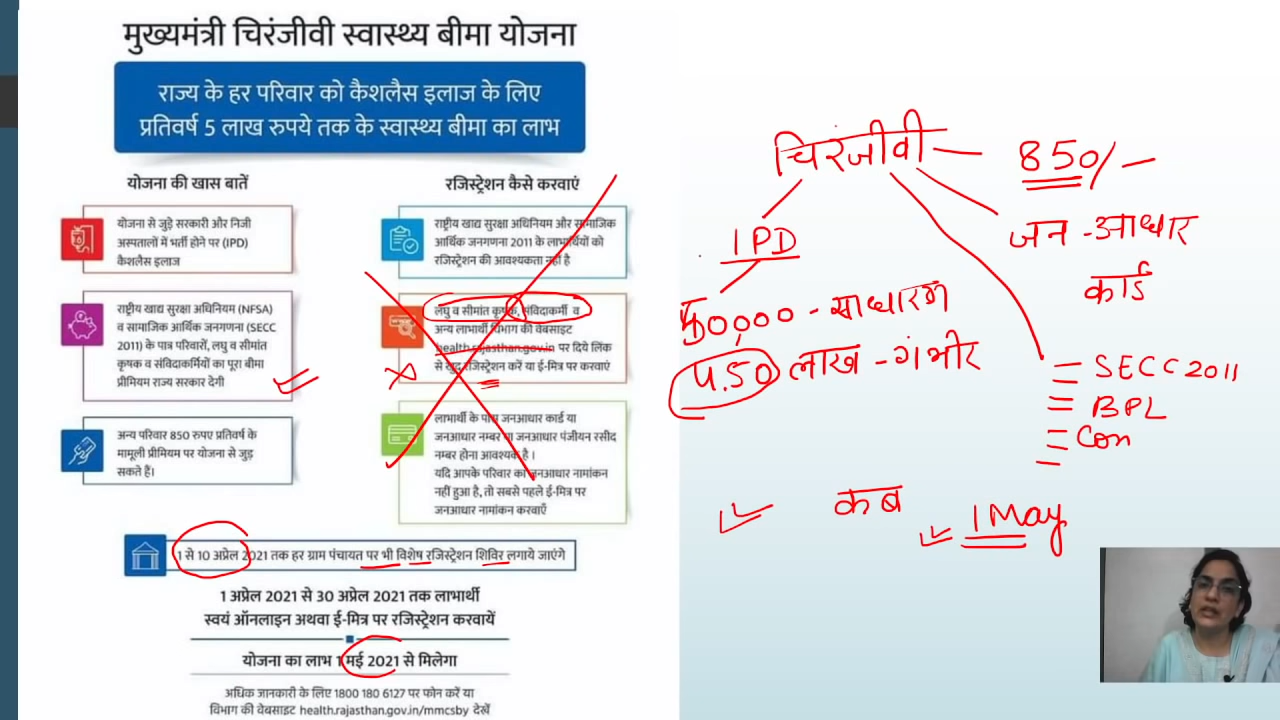 मुख्यमंत्री चिरंजीवी स्वास्थ्य बीमा योजना
राज्य के हर परिवार को कैशलैस इलाज के लिए
प्रतिवर्ष 5 लाख रुपये तक के स्वास्थ्य बीमा का लाभ
योजना की खास बातें
योजना से जुड़े सरकारी और निजी
अस्पतालों में भर्ती होने पर (IPD)
कैशलैस इलाज
राष्ट्रीय खाद्य सुरक्षा अधिनियम (NFSA)
व सामाजिक आर्थिक जनगणना (SECC
2011) के पात्र परिवारों, लघु व सीमांत
कृषक व संविदाकर्मियों का पूरा बीमा
प्रीमियम राज्य सरकार देगी
अन्य परिवार 850 रुपए प्रतिवर्ष के
मामूली प्रीमियम पर योजना से जुड़
सकते हैं।
रजिस्ट्रेशन कैसे करवाएं
राष्ट्रीय खाद्य सुरक्षा अधिनियम और सामाजिक
आर्थिक जनगणना 2011 के लाभार्थियों को
रजिस्ट्रेशन की आवश्यकता नहीं है
लघु व सीमांत कृषक, संविदाकर्मी व
अन्य लाभार्थी विभाग की वेबसाइट
health.rajasthan.gov.in पर दिये लिंक
से खुद रजिस्ट्रेशन करें या ई-मित्र पर करवाएं
लाभार्थी के पास जनआधार कार्ड या
जनआधार नम्बर या जनआधार पंजीयन रसीद
नम्बर होना आवश्यक है ।
यदि आपके परिवार का जनआधार नामांकन
नहीं हुआ है, तो सबसे पहले ई-मित्र पर
जनआधार नामांकन करवाएँ
1 से 10 अप्रेल 2021 तक हर ग्राम पंचायत पर भी विशेष रजिस्ट्रेशन शिविर लगाये जाएंगे
1 अप्रेल 2021 से 30 अप्रेल 2021 तक लाभार्थी
स्वयं ऑनलाइन अथवा ई-मित्र पर रजिस्ट्रेशन करवायें
योजना का लाभ 1 मई 2021 से मिलेगा
अधिक जानकारी के लिए 1800 180 6127 पर फोन करें या
विभाग की वेबसाइट health.rajasthan.gov.in/mmcsby देखें
चिरंजीवी – 850/–
जन -आधार
कार्ड
IPD
50,000 - साधारण
4.50 लाख - गंभीर
SECC 2011
BPL
Con
कब
1 May